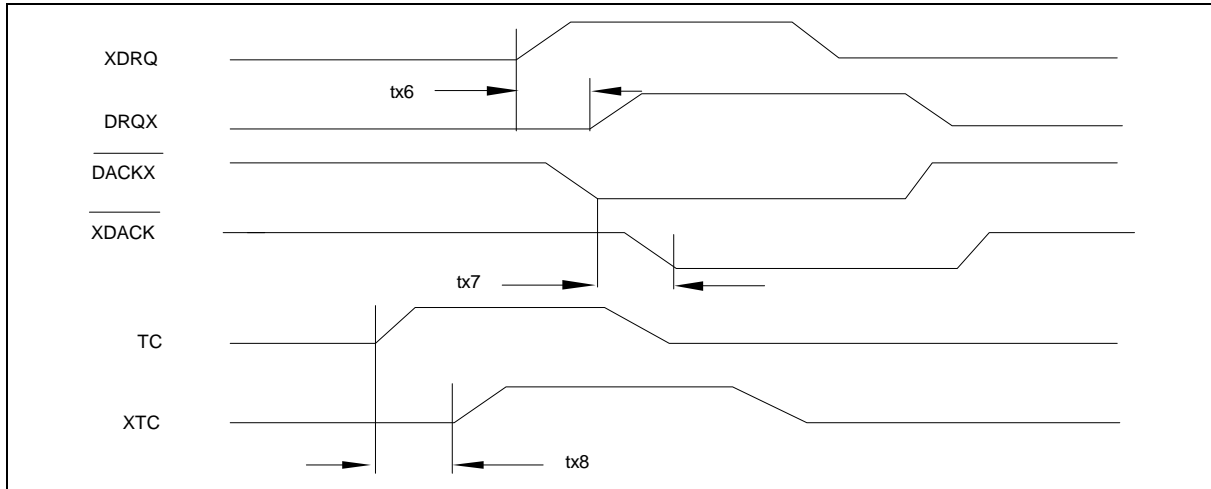 XDRQ
tx6
DRQX
DACKX
XDACK
tx7
TC
XTC
tx8